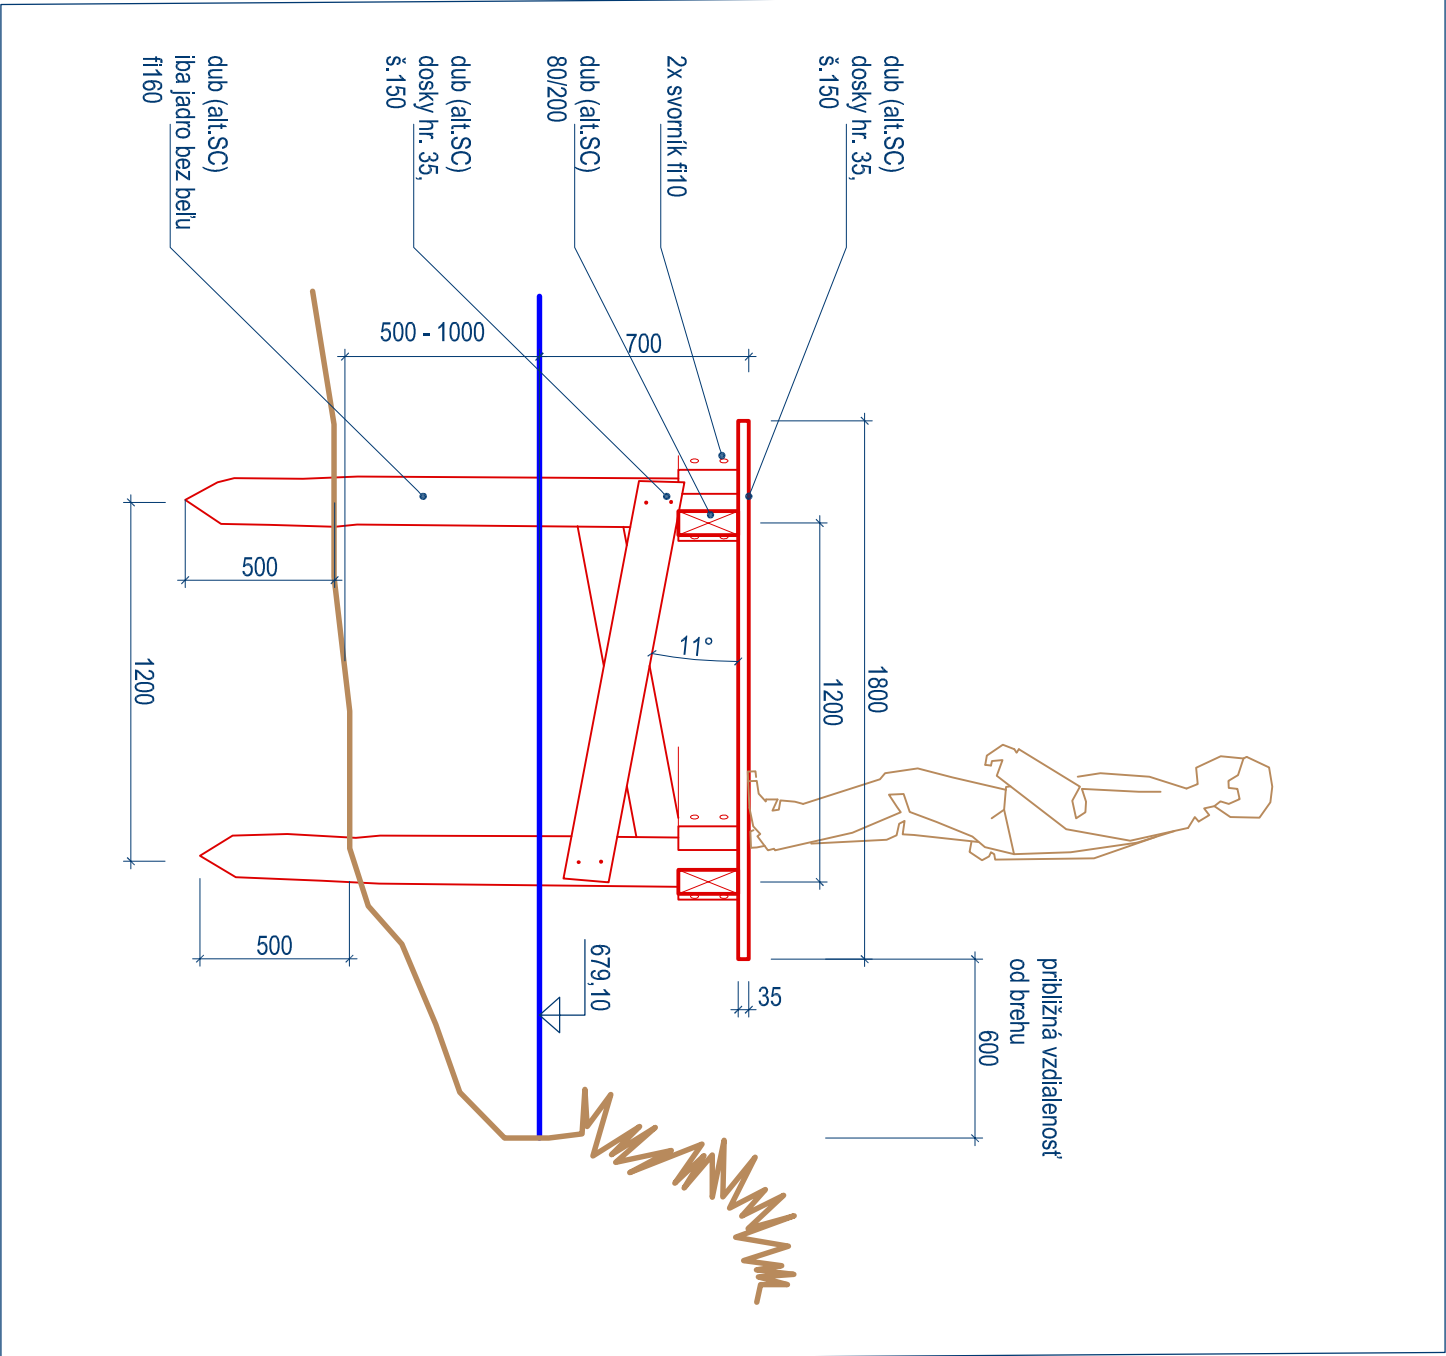 dub (alt.SC)
dosky hr. 35,
š.150
2x svorník fi10
dub (alt.SC)
80/200
dub (alt.SC)
dosky hr. 35,
š.150
dub (alt.SC)
iba jadro bez beľu
fi160
500 - 1000
700
1800
1200
11°
500
1200
500
679,10
35
600
približná vzdialenosť
od brehu